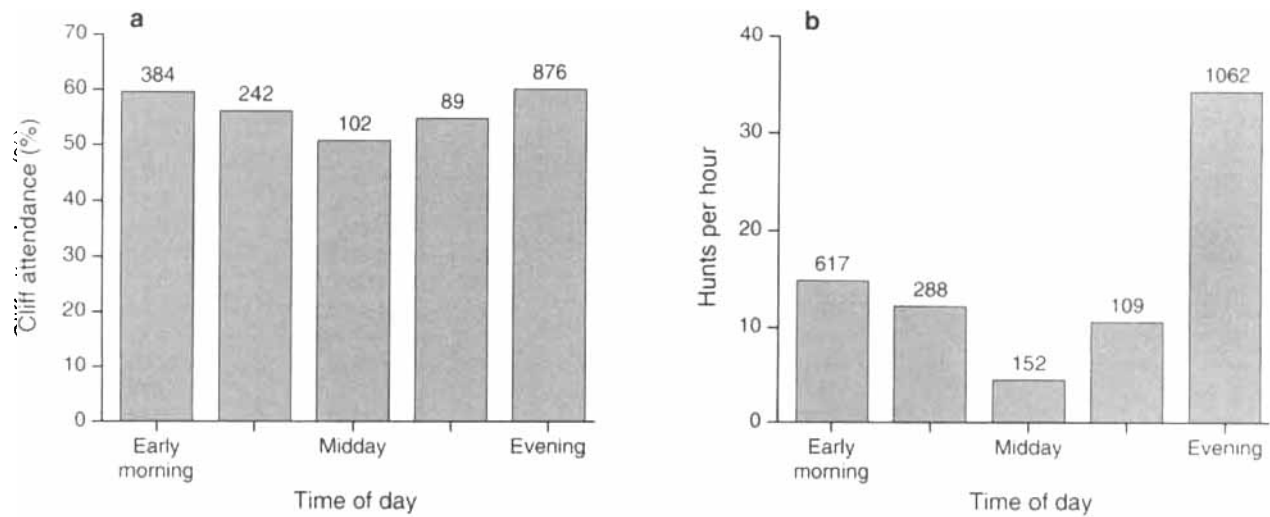 a
70
60
50
40
30
20
10
0
Cliff attendance (%)
384
242
102
89
876
Early morning
Midday
Evening
Time of day
b
40
30
20
10
0
Hunts per hour
617
288
152
109
1062
Early morning
Midday
Evening
Time of day